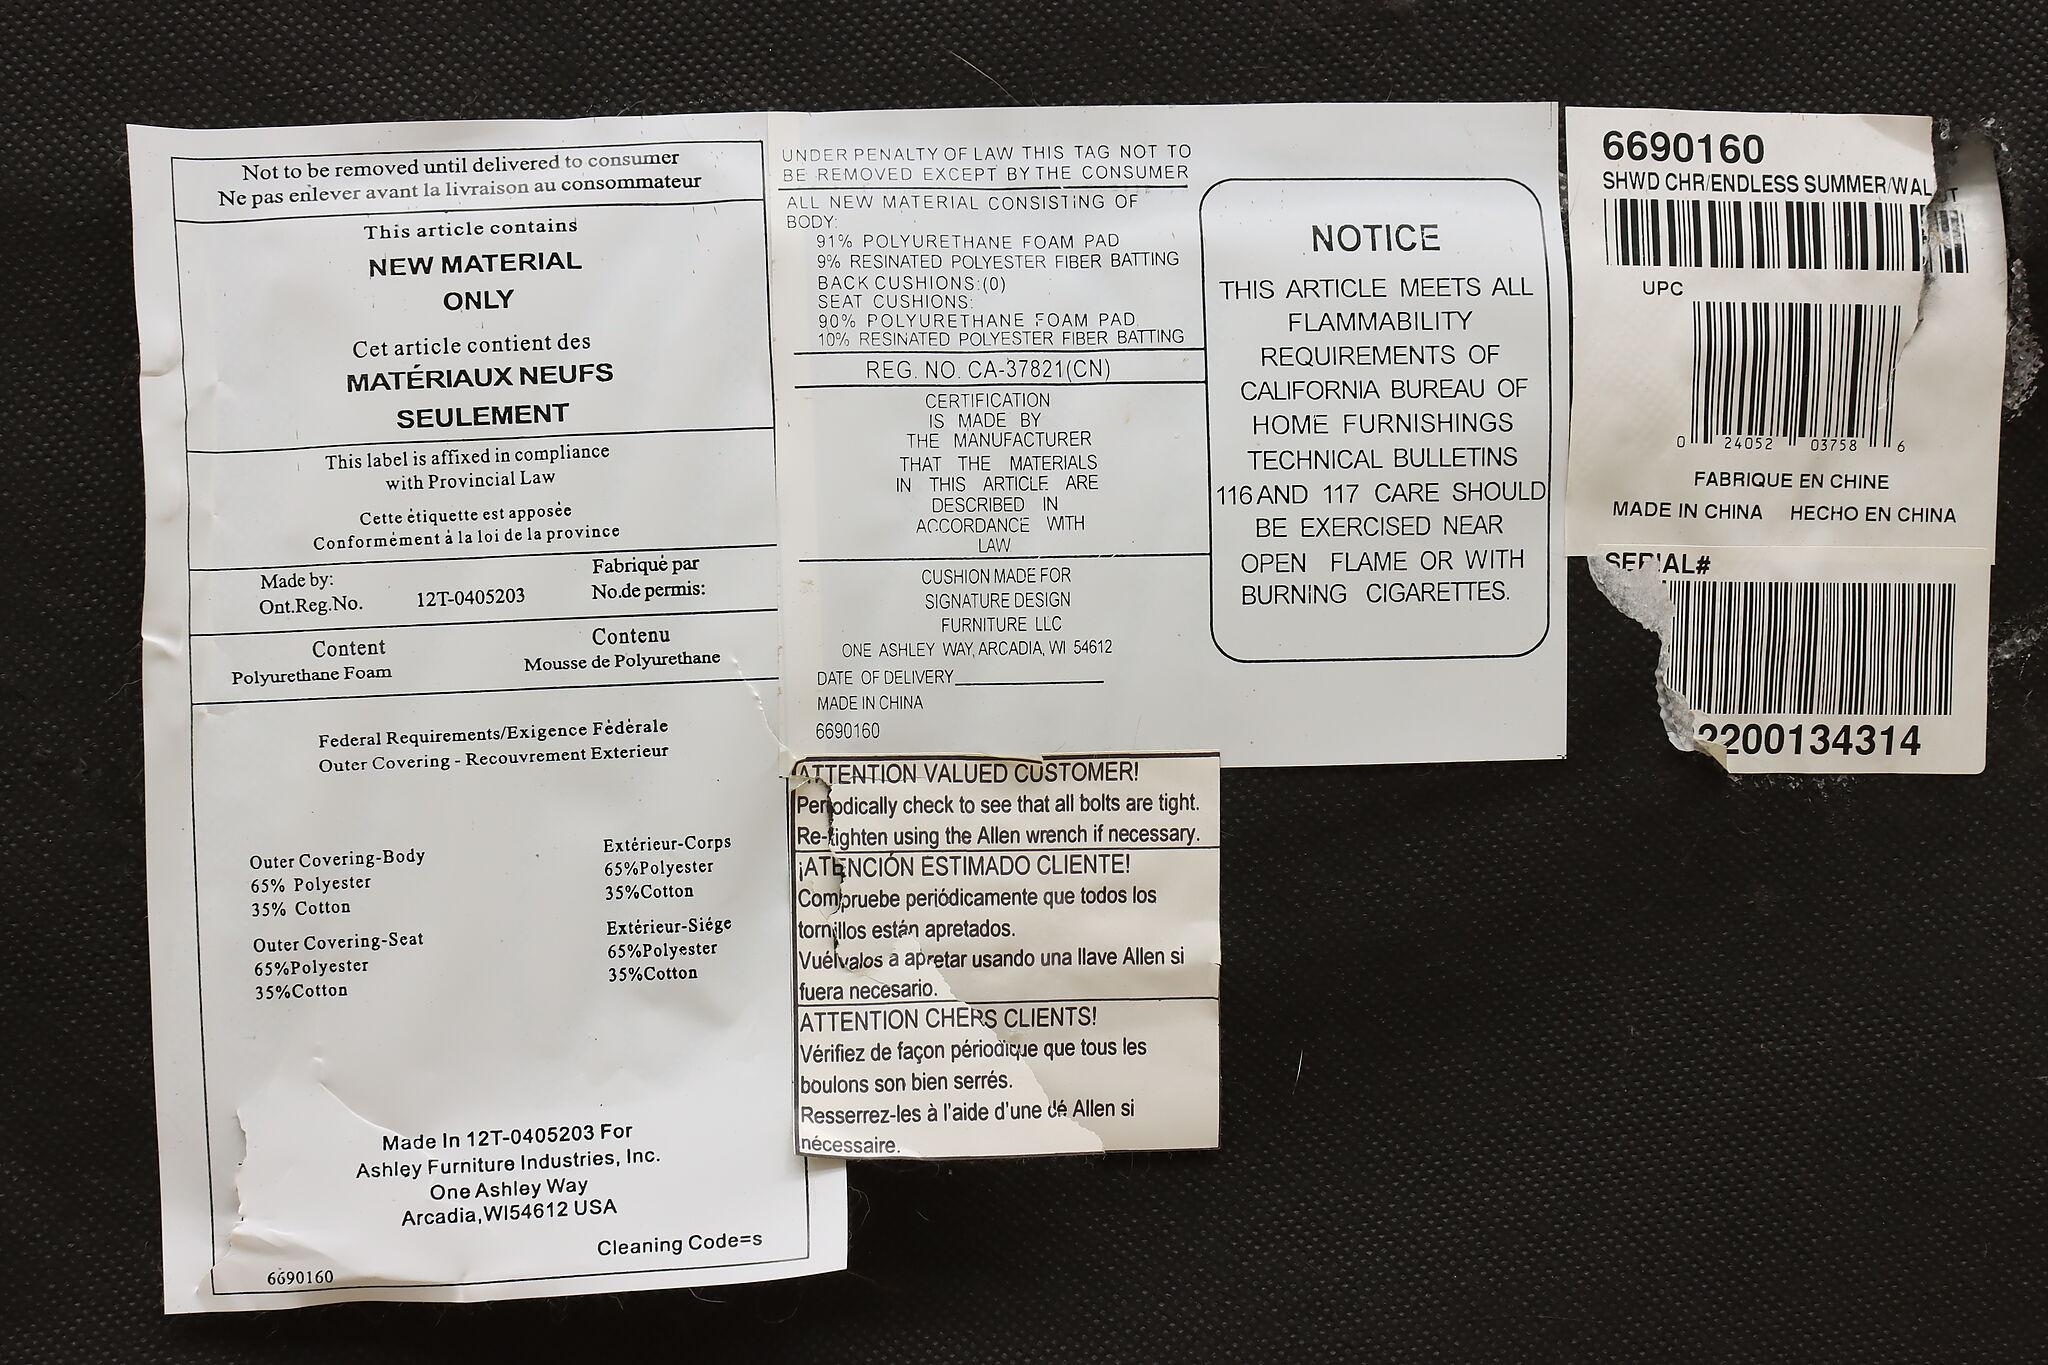 Not to be removed until delivered to consumer
Ne pas enlever avant la livraison au consommateur
This article contains
NEW MATERIAL
ONLY
Cet article contient des
MATÉRIAUX NEUFS
SEULEMENT
This label is affixed in compliance
with Provincial Law
Cette étiquette est apposée
Conformément à la loi de la province
Made by: Fabriqué par
Ont.Reg.No. 12T-0405203 No.de permis:
Content Contenu
Polyurethane Foam Mousse de Polyurethane
Federal Requirements/Exigence Fédérale
Outer Covering - Recouvrement Exterieur
Outer Covering-Body Extérieur-Corps
65% Polyester 65%Polyester
35% Cotton 35%Cotton
Outer Covering-Seat Extérieur-Siége
65%Polyester 65%Polyester
35%Cotton 35%Cotton
Made In 12T-0405203 For
Ashley Furniture Industries, Inc.
One Ashley Way
Arcadia,WI54612 USA
Cleaning Code=s
6690160
UNDER PENALTY OF LAW THIS TAG NOT TO
BE REMOVED EXCEPT BY THE CONSUMER
ALL NEW MATERIAL CONSISTING OF
BODY:
91% POLYURETHANE FOAM PAD
9% RESINATED POLYESTER FIBER BATTING
BACK CUSHIONS:(0)
SEAT CUSHIONS:
90% POLYURETHANE FOAM PAD
10% RESINATED POLYESTER FIBER BATTING
REG. NO. CA-37821(CN)
CERTIFICATION
IS MADE BY
THE MANUFACTURER
THAT THE MATERIALS
IN THIS ARTICLE ARE
DESCRIBED IN
ACCORDANCE WITH
LAW
CUSHION MADE FOR
SIGNATURE DESIGN
FURNITURE LLC
ONE ASHLEY WAY, ARCADIA, WI 54612
DATE OF DELIVERY
MADE IN CHINA
6690160
NOTICE
THIS ARTICLE MEETS ALL
FLAMMABILITY
REQUIREMENTS OF
CALIFORNIA BUREAU OF
HOME FURNISHINGS
TECHNICAL BULLETINS
116 AND 117 CARE SHOULD
BE EXERCISED NEAR
OPEN FLAME OR WITH
BURNING CIGARETTES.
ATTENTION VALUED CUSTOMER!
Periodically check to see that all bolts are tight.
Re-tighten using the Allen wrench if necessary.
¡ATENCIÓN ESTIMADO CLIENTE!
Compruebe periódicamente que todos los
tornillos están apretados.
Vuélvalos a apretar usando una llave Allen si
fuera necesario.
ATTENTION CHERS CLIENTS!
Vérifiez de façon périodique que tous les
boulons son bien serrés.
Resserrez-les à l'aide d'une clé Allen si
nécessaire.
6690160
SHWD CHR/ENDLESS SUMMER/WAL
UPC
0 24052 03758 6
FABRIQUE EN CHINE
MADE IN CHINA HECHO EN CHINA
SERIAL#
2200134314